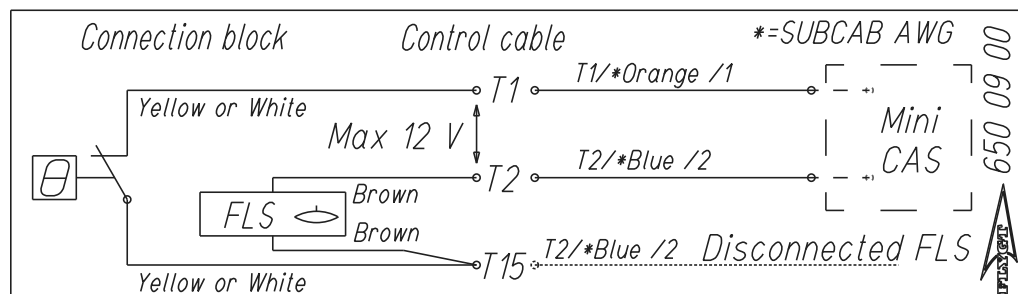 Connection block
Control cable
*=SUBCAB AWG
Yellow or White
T1
T1/*Orange /1
Max 12 V
Mini
CAS
θ
T2
T2/*Blue /2
Brown
FLS
Brown
T15
T2/*Blue /2
Disconnected FLS
Yellow or White
650 09 00
FLYGT